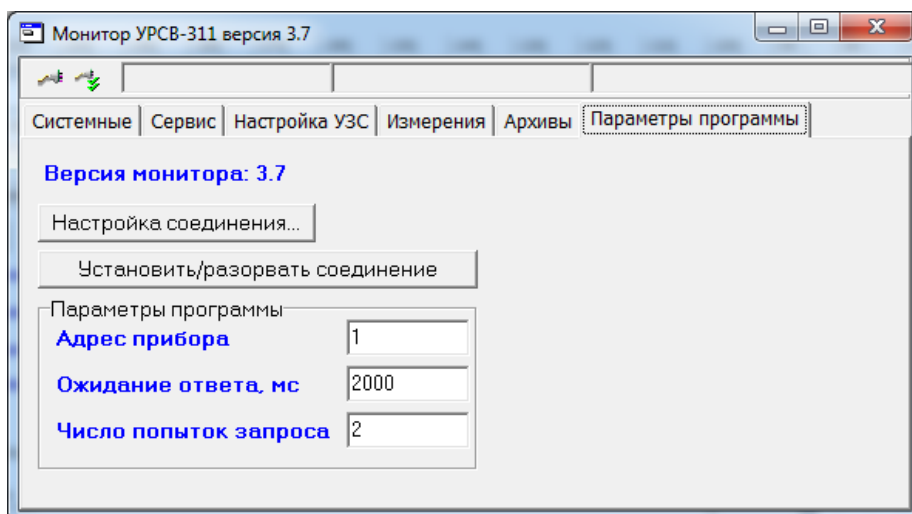 Монитор УРСВ-311 версия 3.7
Системные Сервис Настройка УЗС Измерения Архивы Параметры программы
Версия монитора: 3.7
Настройка соединения...
Установить/разорвать соединение
Параметры программы
Адрес прибора 1
Ожидание ответа, мс 2000
Число попыток запроса 2